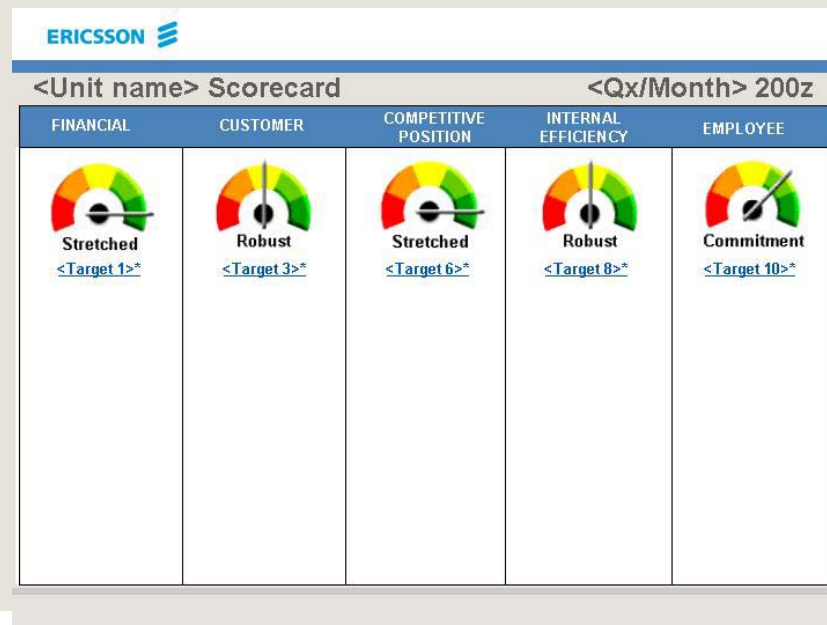 ERICSSON
<Unit name> Scorecard <Qx/Month> 200z
FINANCIAL
CUSTOMER
COMPETITIVE
POSITION
INTERNAL
EFFICIENCY
EMPLOYEE
Stretched
<Target 1>*
Robust
<Target 3>*
Stretched
<Target 6>*
Robust
<Target 8>*
Commitment
<Target 10>*